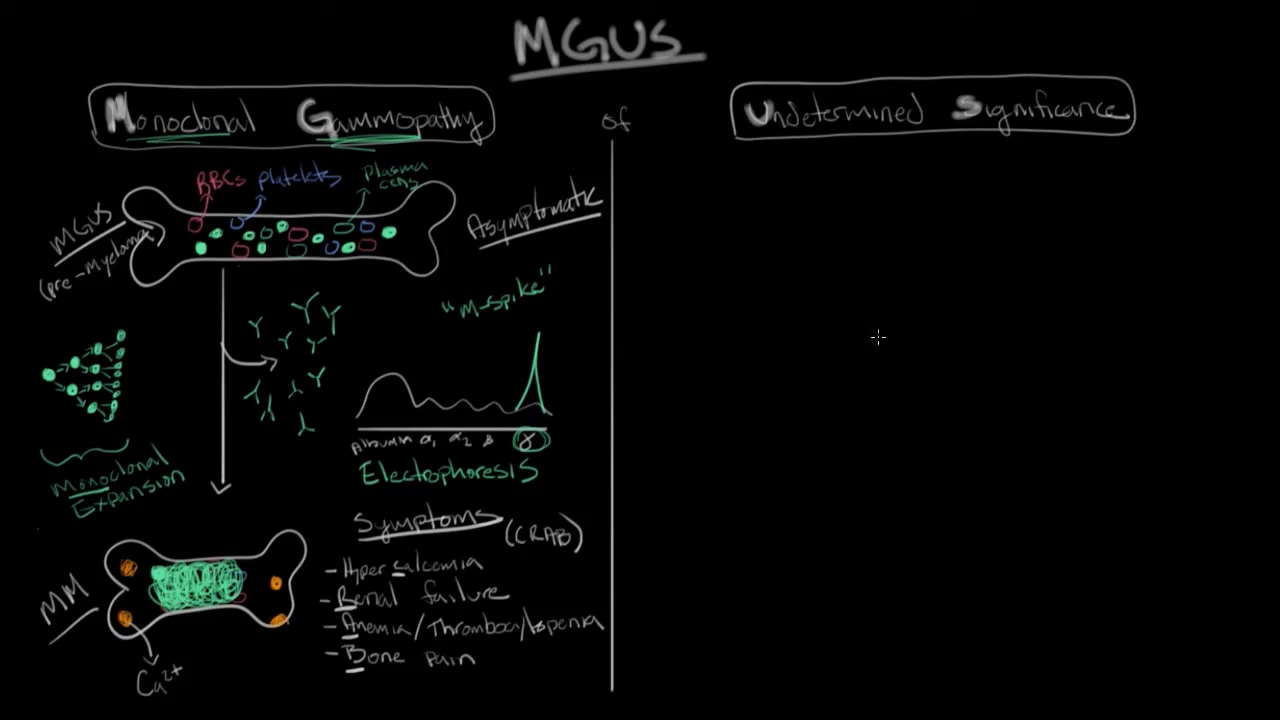 MGUS
Monoclonal Gammopathy of Undetermined Significance
RBCs Platelets Plasma cells
MGUS
(pre-Myeloma)
Asymptomatic
"M-spike"
Albumin α1 α2 β γ
Electrophoresis
Monoclonal
Expansion
Symptoms (CRAB)
- Hypercalcemia
- Renal failure
- Anemia/Thrombocytopenia
- Bone pain
MM
Ca2+